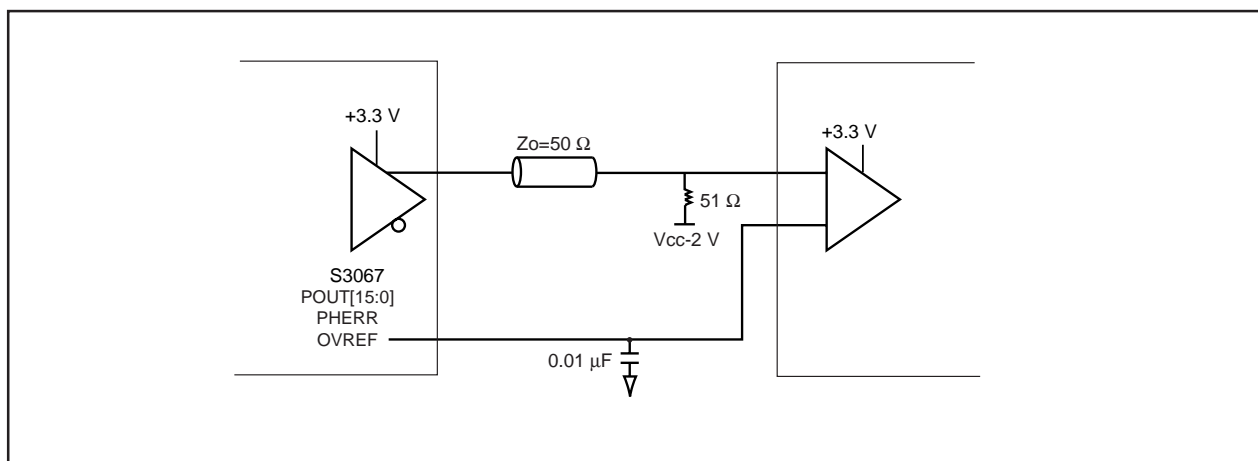 +3.3 V
Zo=50 Ω
+3.3 V
51 Ω
Vcc-2 V
S3067
POUT[15:0]
PHERR
OVREF
0.01 μF